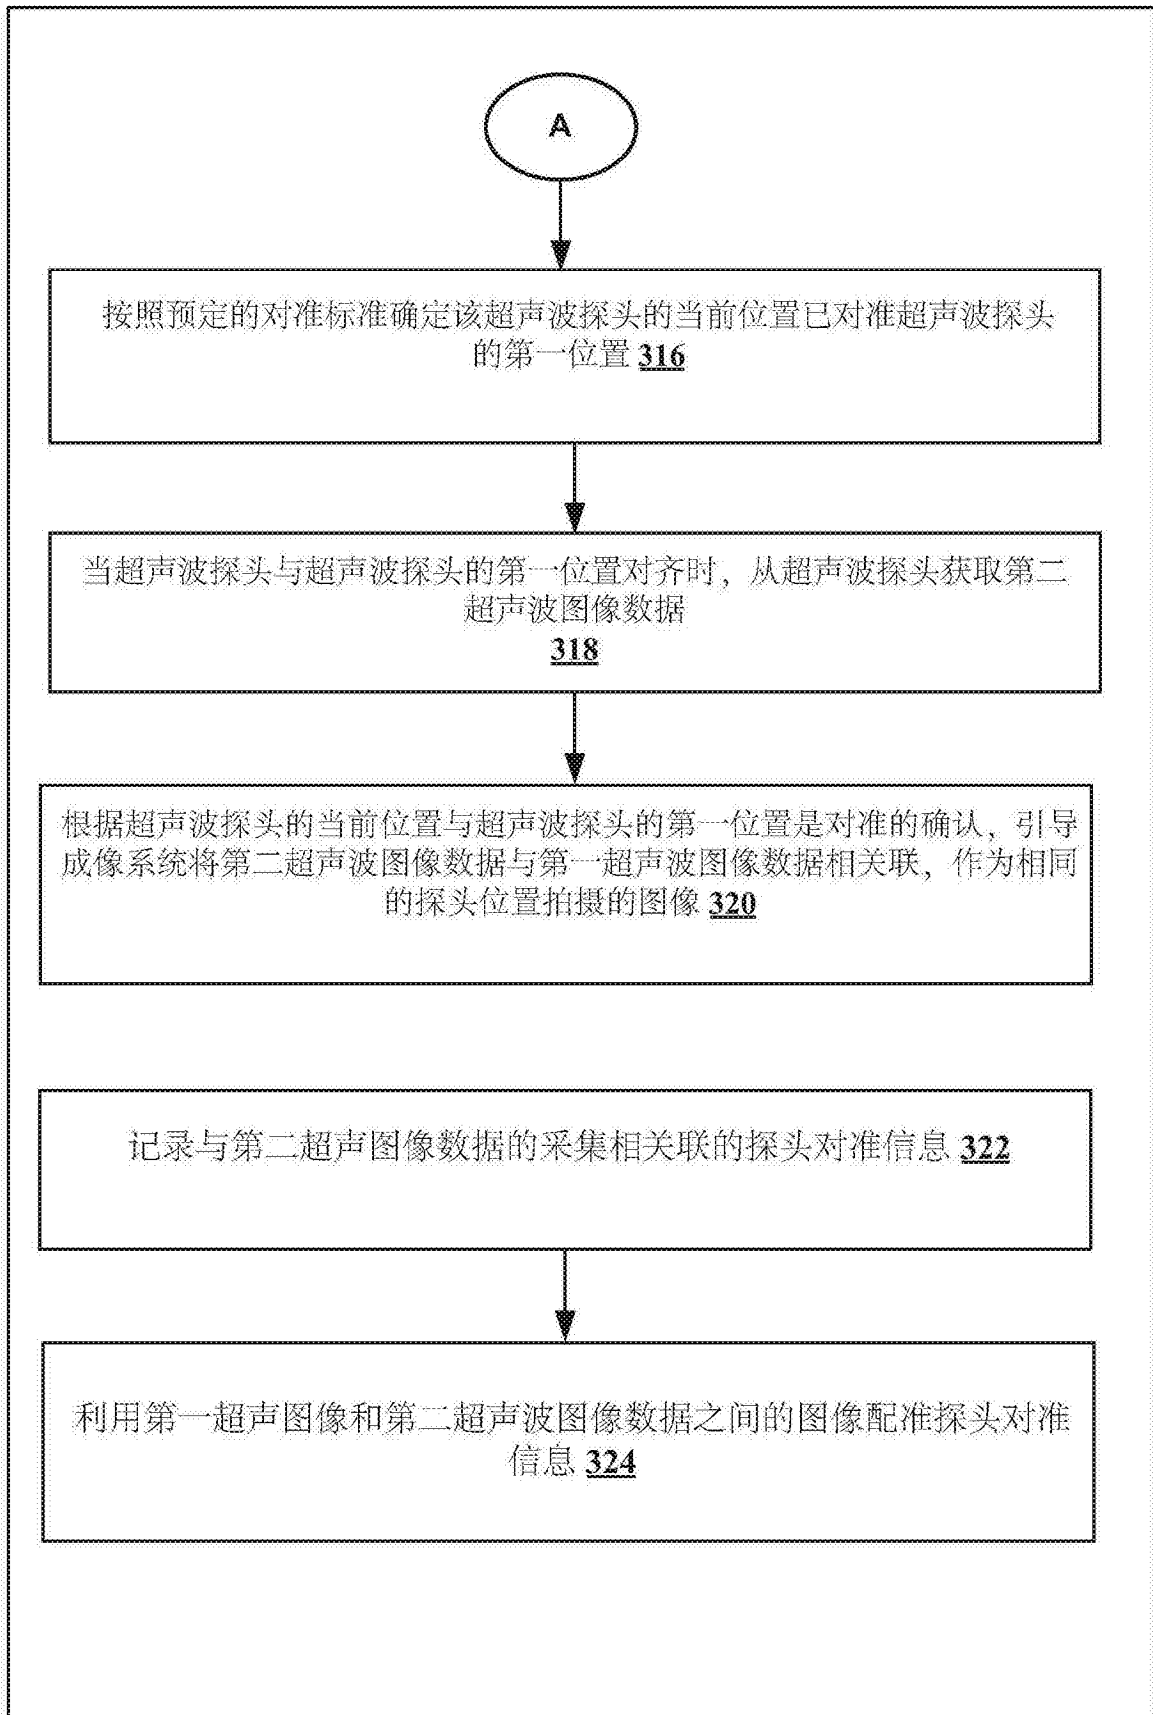 A
按照预定的对准标准确定该超声波探头的当前位置已对准超声波探头
的第一位置 316
当超声波探头与超声波探头的第一位置对齐时，从超声波探头获取第二
超声波图像数据
318
根据超声波探头的当前位置与超声波探头的第一位置是对准的确认，引导
成像系统将第二超声波图像数据与第一超声波图像数据相关联，作为相同
的探头位置拍摄的图像 320
记录与第二超声图像数据的采集相关联的探头对准信息 322
利用第一超声图像和第二超声波图像数据之间的图像配准探头对准
信息 324